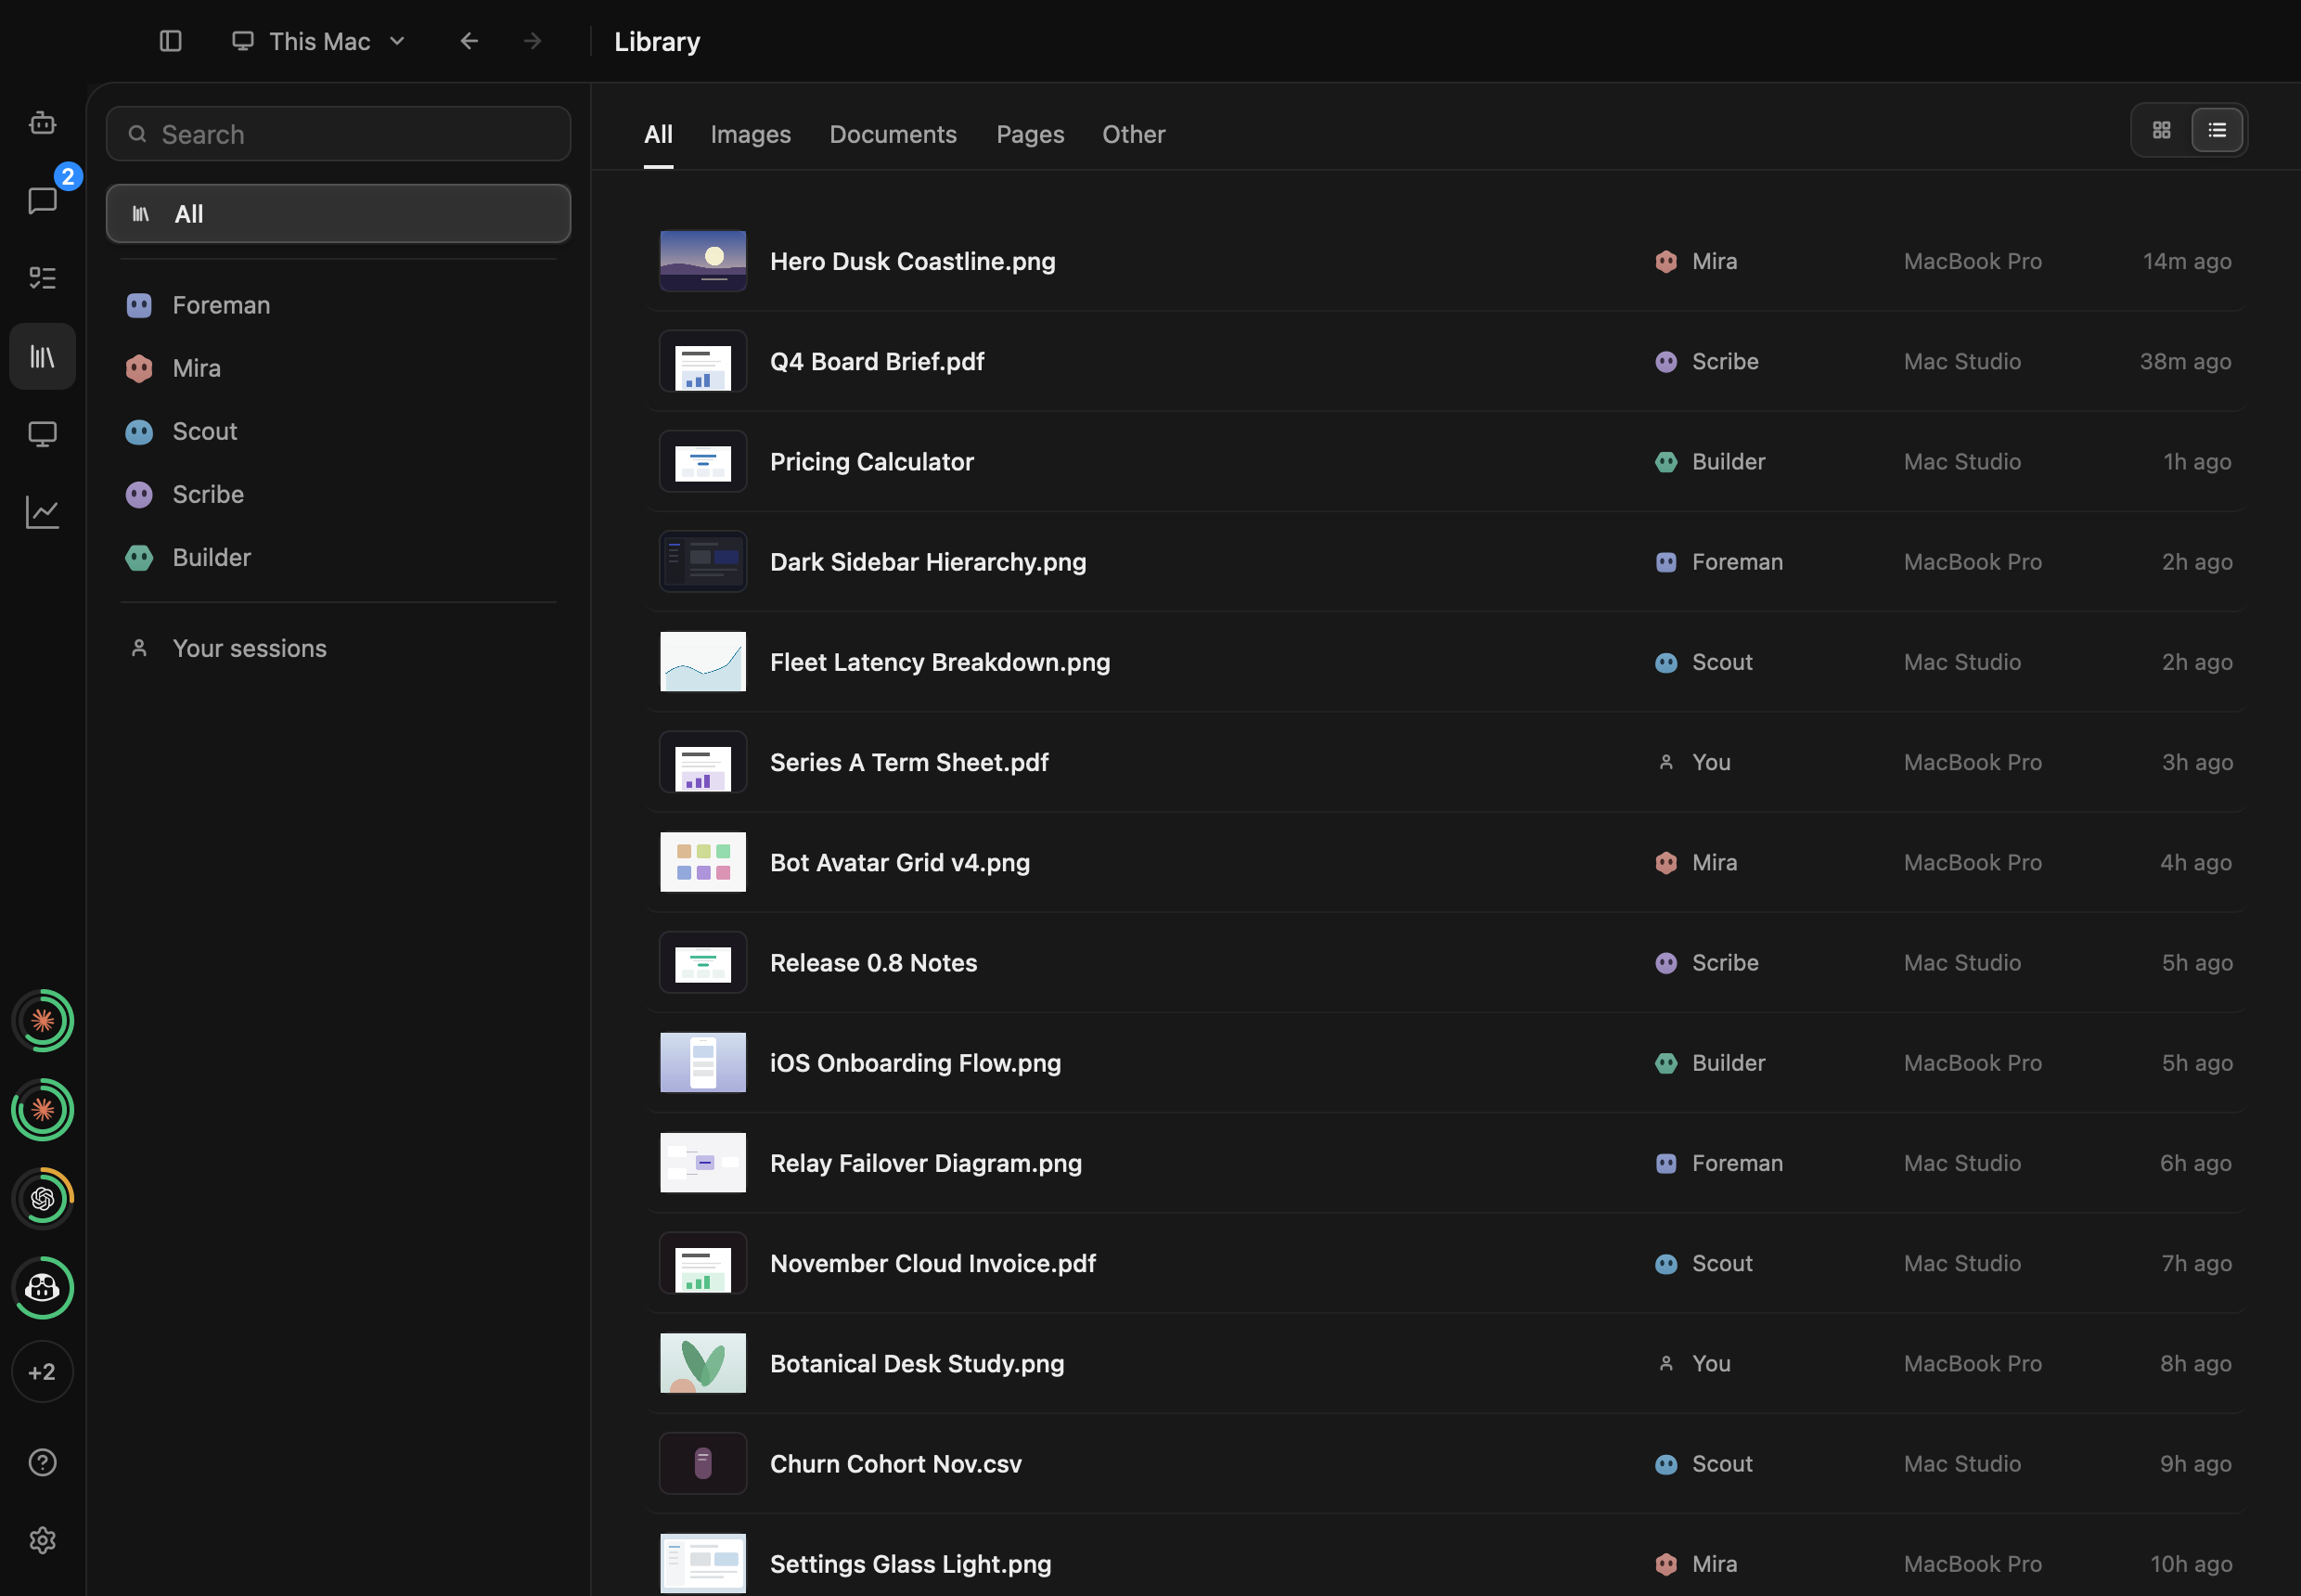 This Mac
Library
Search
2
All
Foreman
Mira
Scout
Scribe
Builder
Your sessions
+2
All Images Documents Pages Other
Hero Dusk Coastline.png Mira MacBook Pro 14m ago
Q4 Board Brief.pdf Scribe Mac Studio 38m ago
Pricing Calculator Builder Mac Studio 1h ago
Dark Sidebar Hierarchy.png Foreman MacBook Pro 2h ago
Fleet Latency Breakdown.png Scout Mac Studio 2h ago
Series A Term Sheet.pdf You MacBook Pro 3h ago
Bot Avatar Grid v4.png Mira MacBook Pro 4h ago
Release 0.8 Notes Scribe Mac Studio 5h ago
iOS Onboarding Flow.png Builder MacBook Pro 5h ago
Relay Failover Diagram.png Foreman Mac Studio 6h ago
November Cloud Invoice.pdf Scout Mac Studio 7h ago
Botanical Desk Study.png You MacBook Pro 8h ago
Churn Cohort Nov.csv Scout Mac Studio 9h ago
Settings Glass Light.png Mira MacBook Pro 10h ago